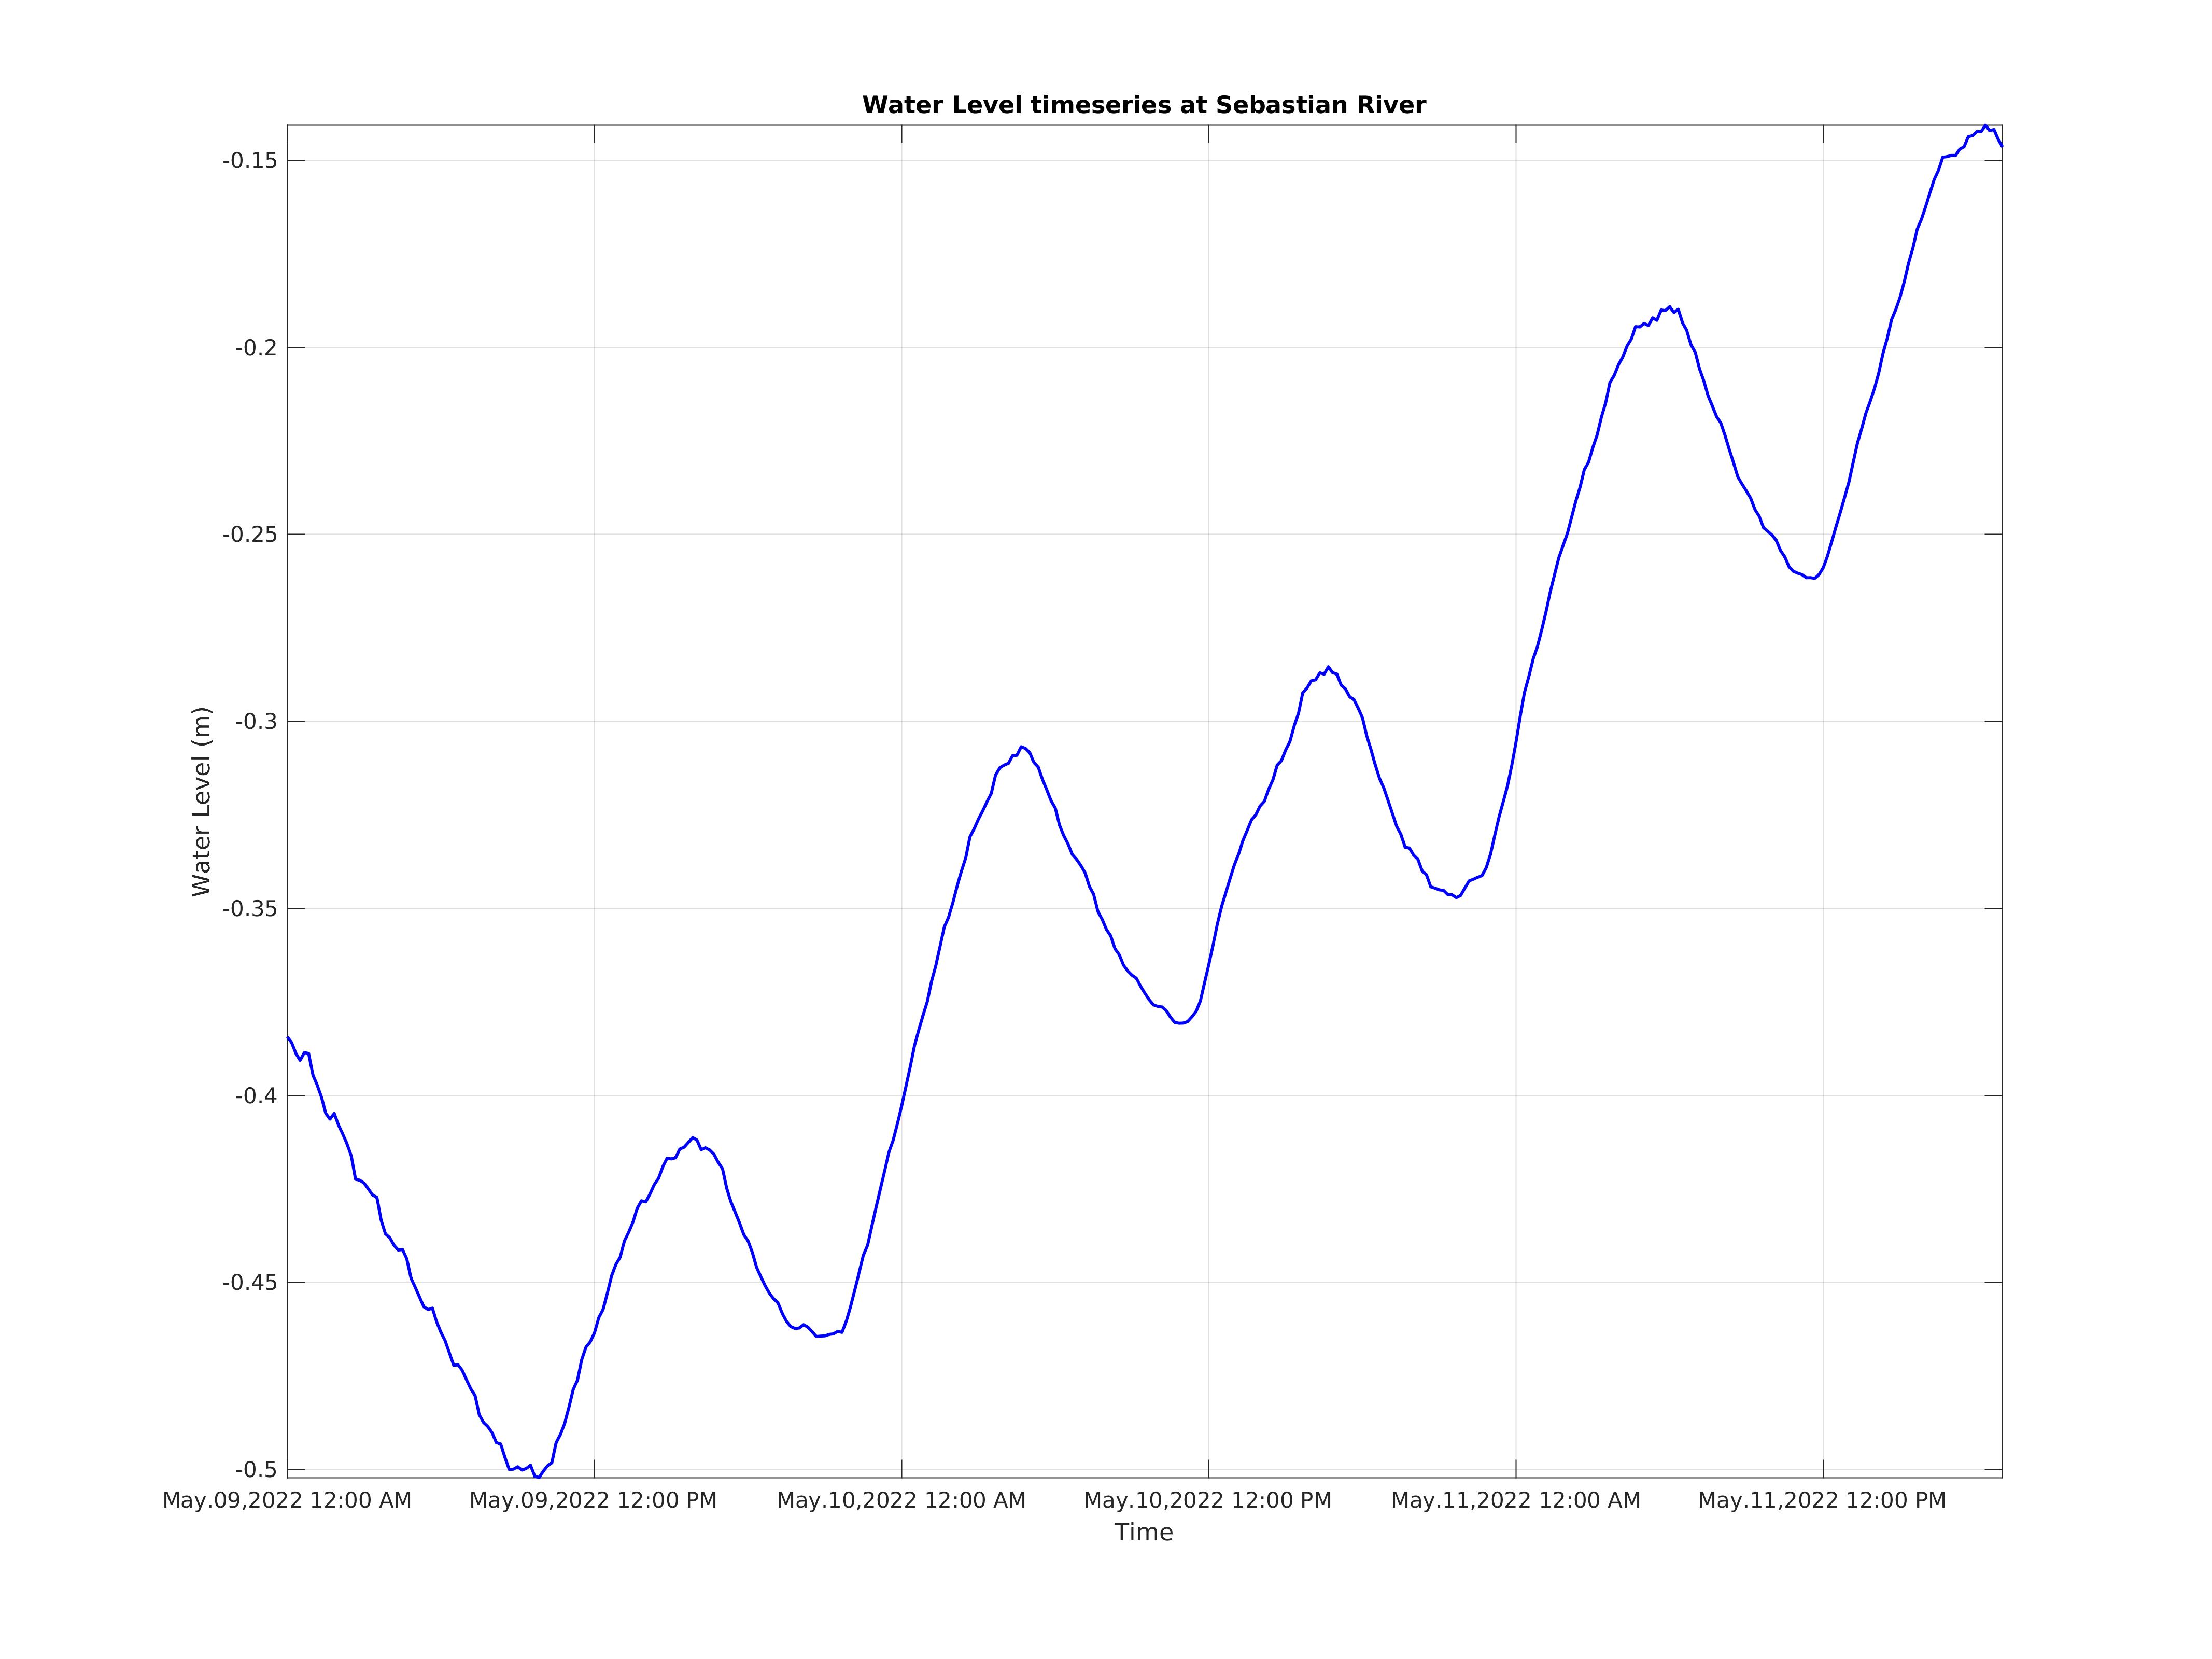 Water Level timeseries at Sebastian River
-0.15
-0.2
-0.25
-0.3
-0.35
-0.4
-0.45
-0.5
Water Level (m)
May.09,2022 12:00 AM
May.09,2022 12:00 PM
May.10,2022 12:00 AM
May.10,2022 12:00 PM
May.11,2022 12:00 AM
May.11,2022 12:00 PM
Time